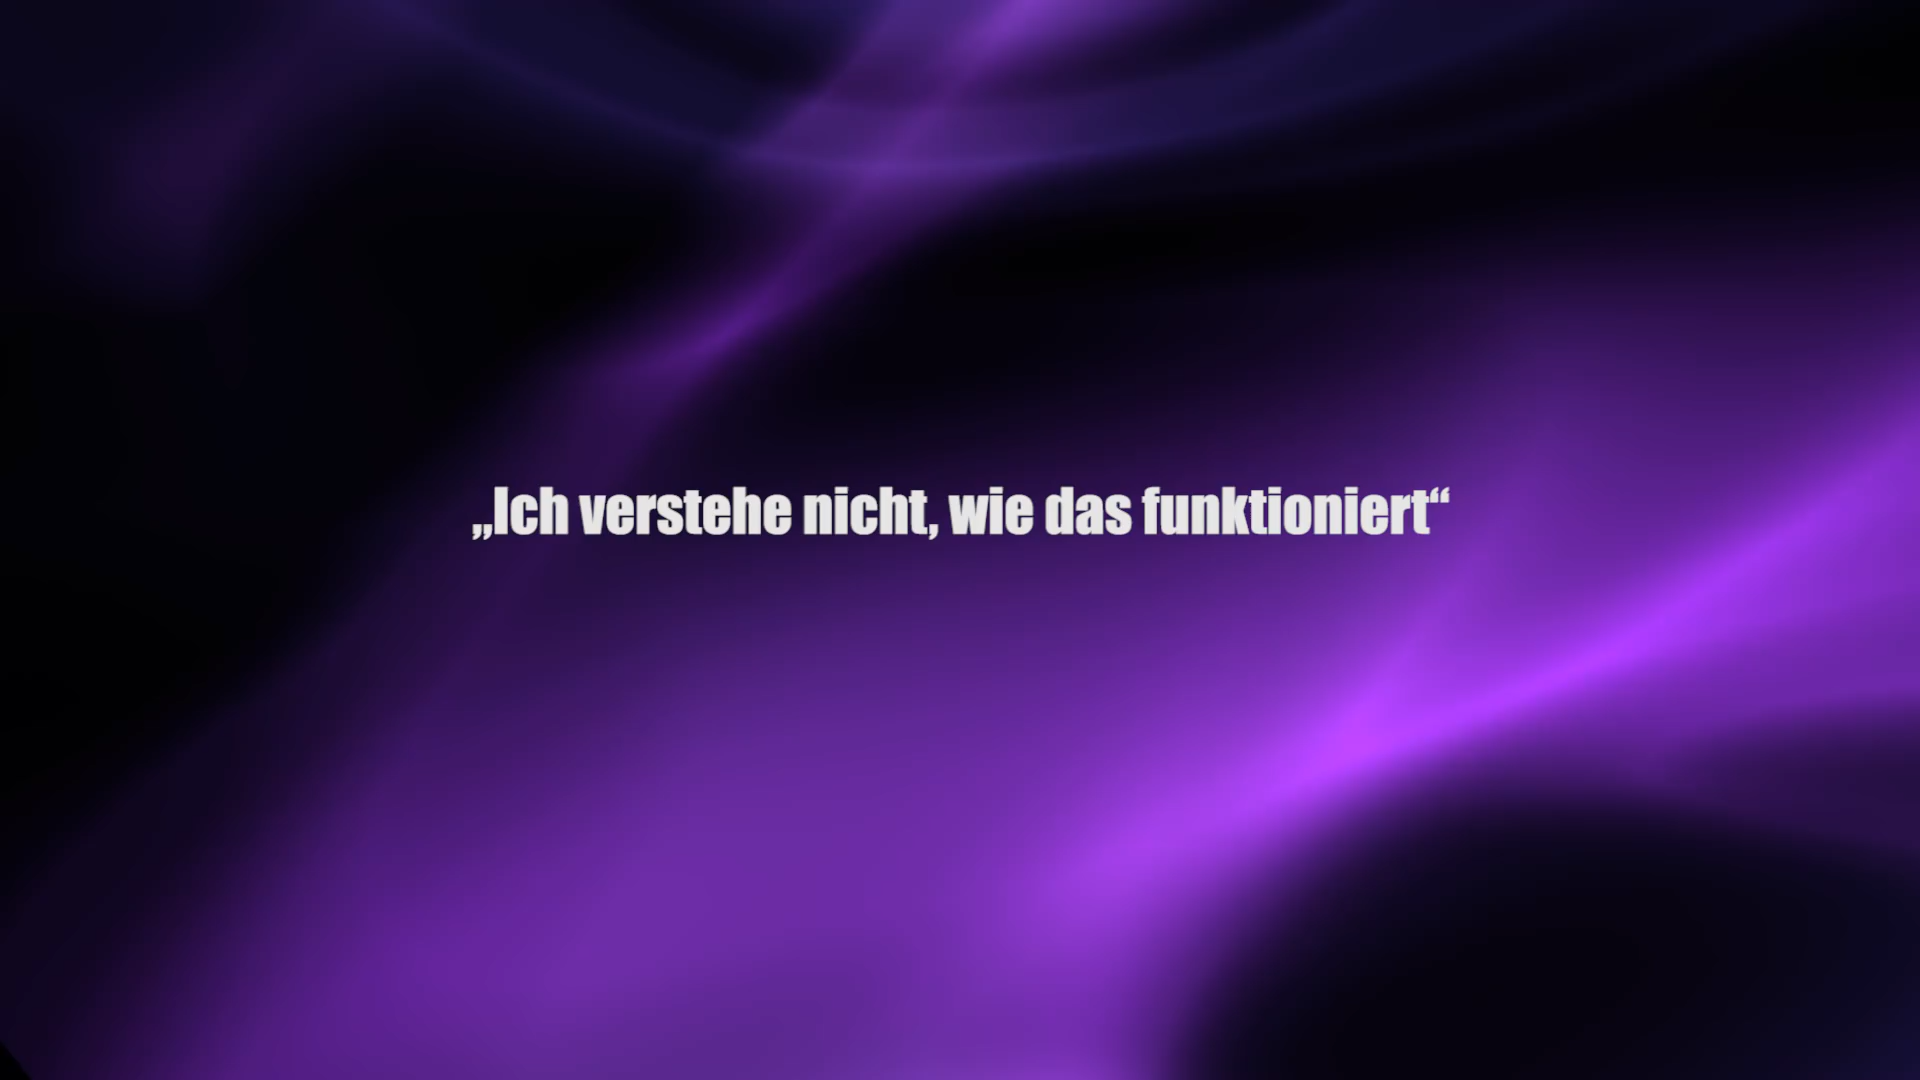 „Ich verstehe nicht, wie das funktioniert“